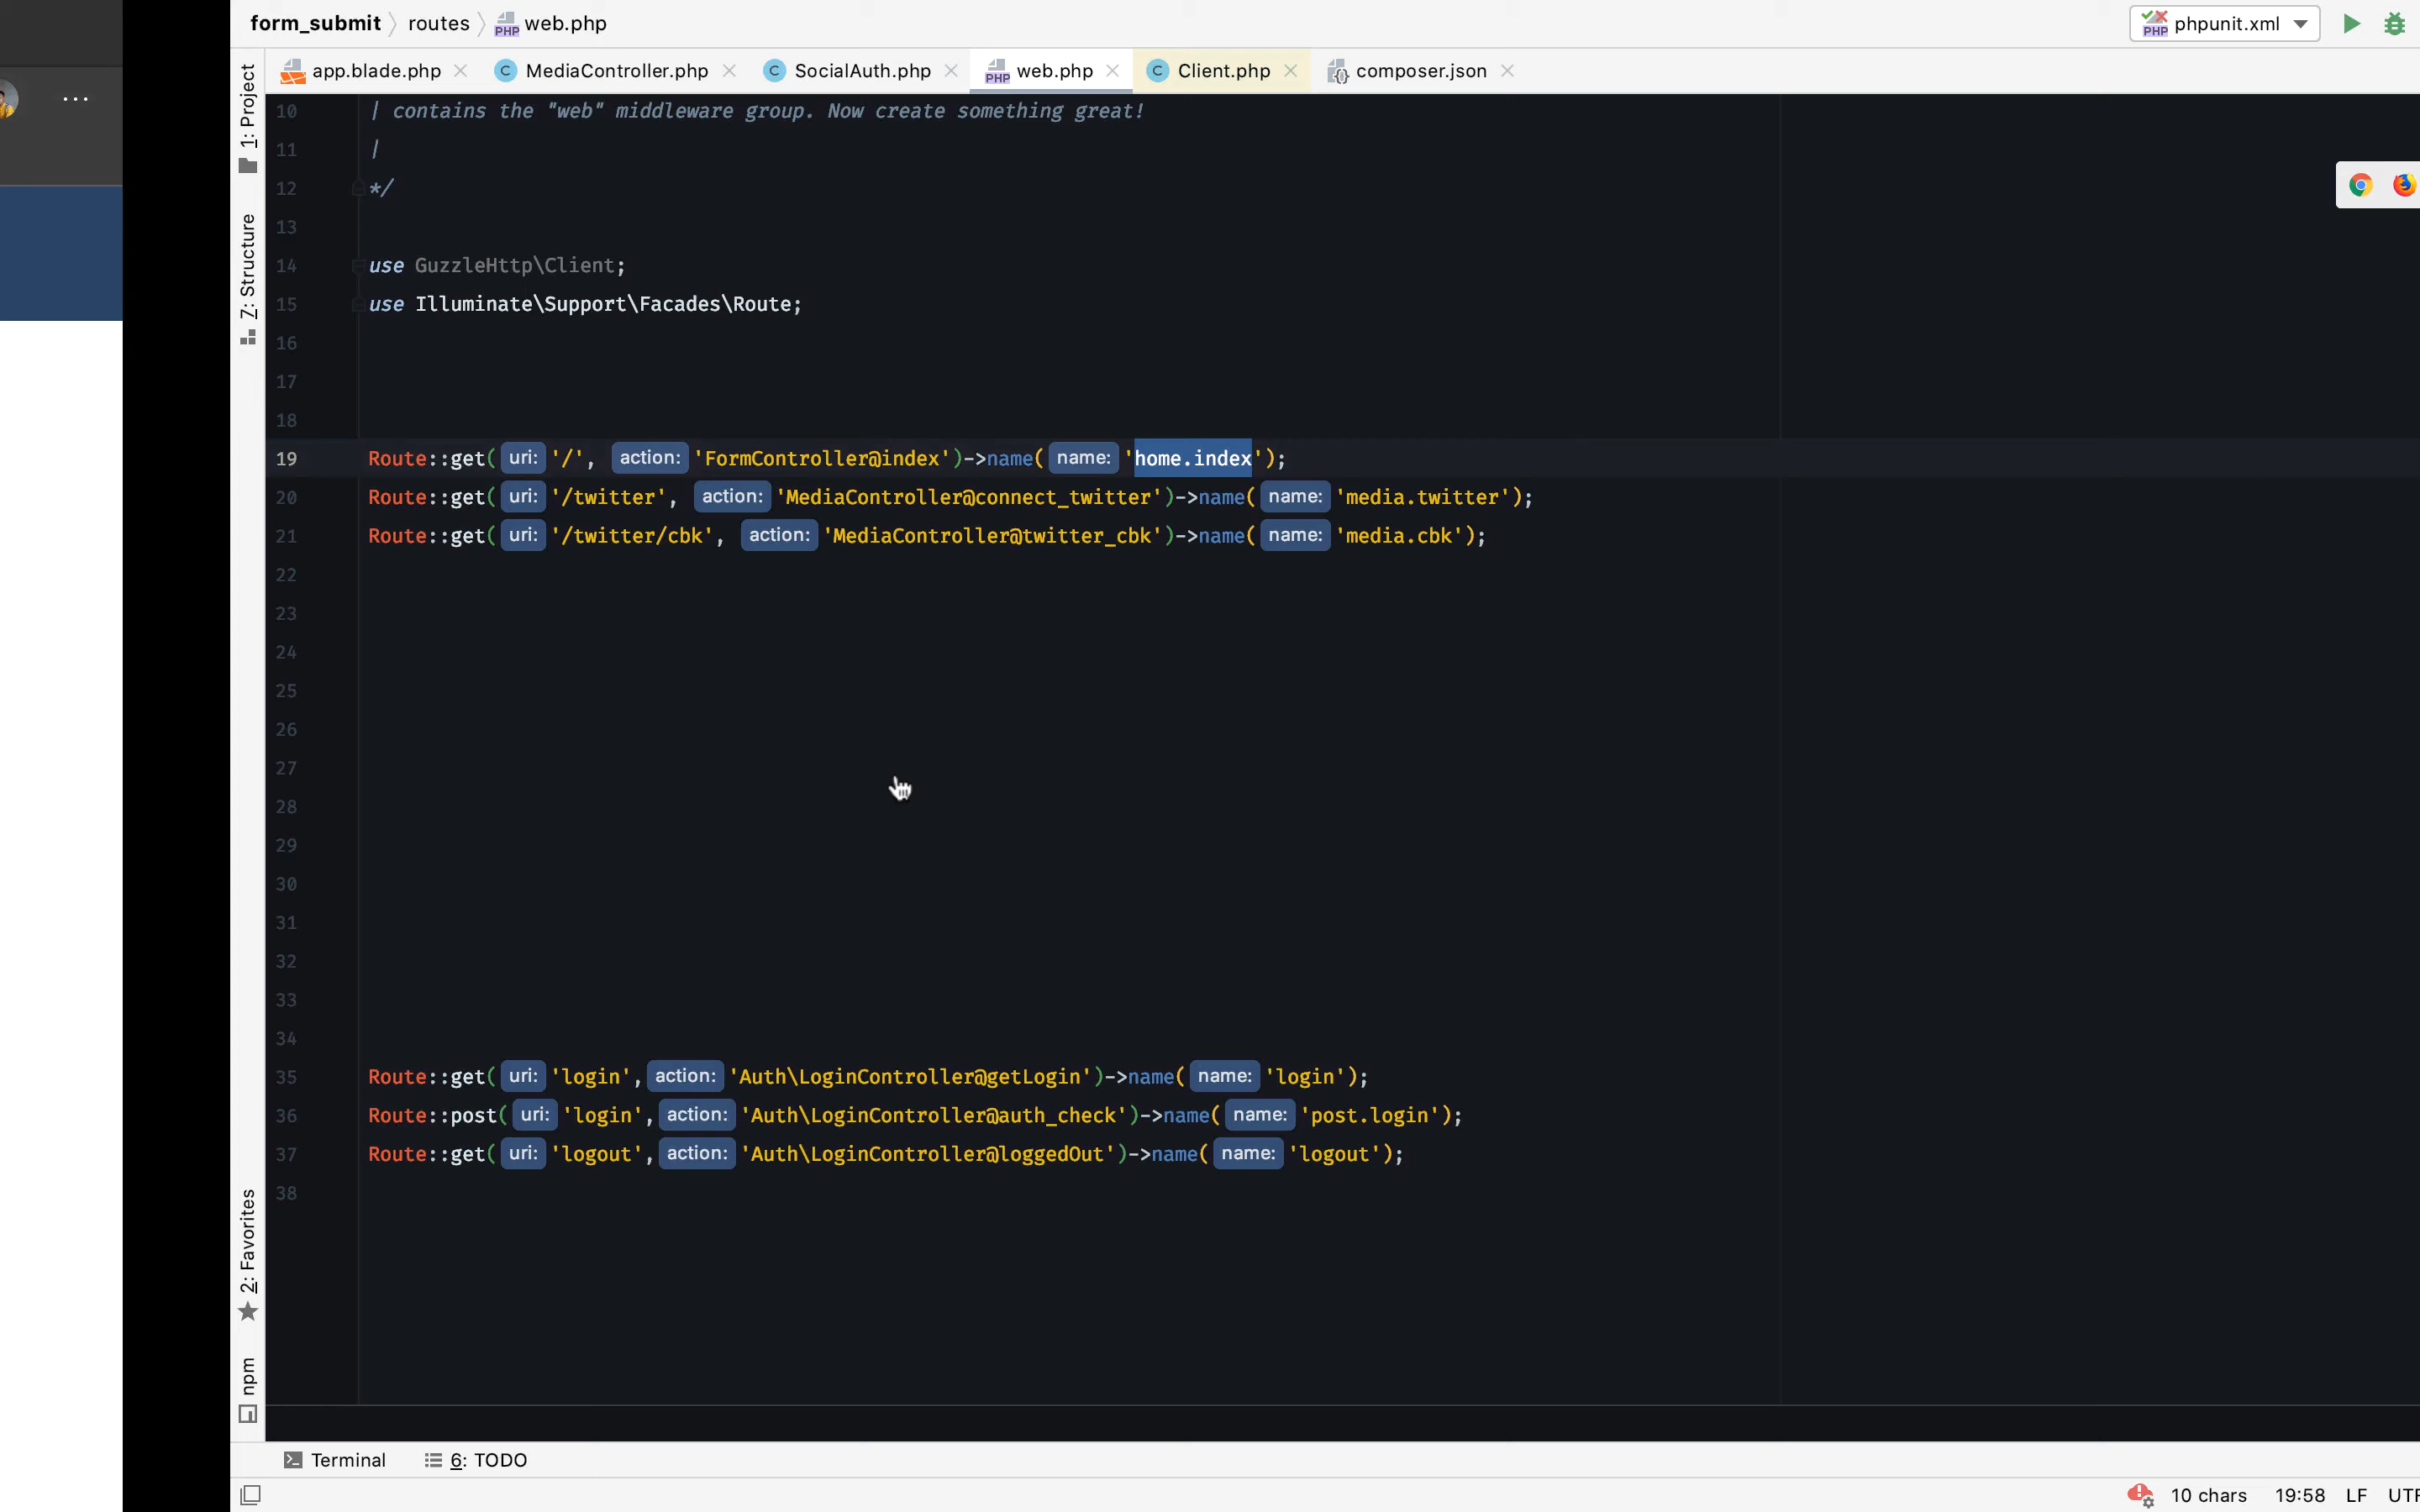 form_submit routes web.php
phpunit.xml
app.blade.php MediaController.php SocialAuth.php web.php Client.php composer.json
1: Project
7: Structure
2: Favorites
npm
10 | contains the "web" middleware group. Now create something great!
11 |
12 */
13
14 use GuzzleHttp\Client;
15 use Illuminate\Support\Facades\Route;
16
17
18
19 Route::get( uri: '/', action: 'FormController@index')->name( name: 'home.index');
20 Route::get( uri: '/twitter', action: 'MediaController@connect_twitter')->name( name: 'media.twitter');
21 Route::get( uri: '/twitter/cbk', action: 'MediaController@twitter_cbk')->name( name: 'media.cbk');
22
23
24
25
26
27
28
29
30
31
32
33
34
35 Route::get( uri: 'login', action: 'Auth\LoginController@getLogin')->name( name: 'login');
36 Route::post( uri: 'login', action: 'Auth\LoginController@auth_check')->name( name: 'post.login');
37 Route::get( uri: 'logout', action: 'Auth\LoginController@loggedOut')->name( name: 'logout');
38
Terminal 6: TODO
10 chars 19:58 LF UTF